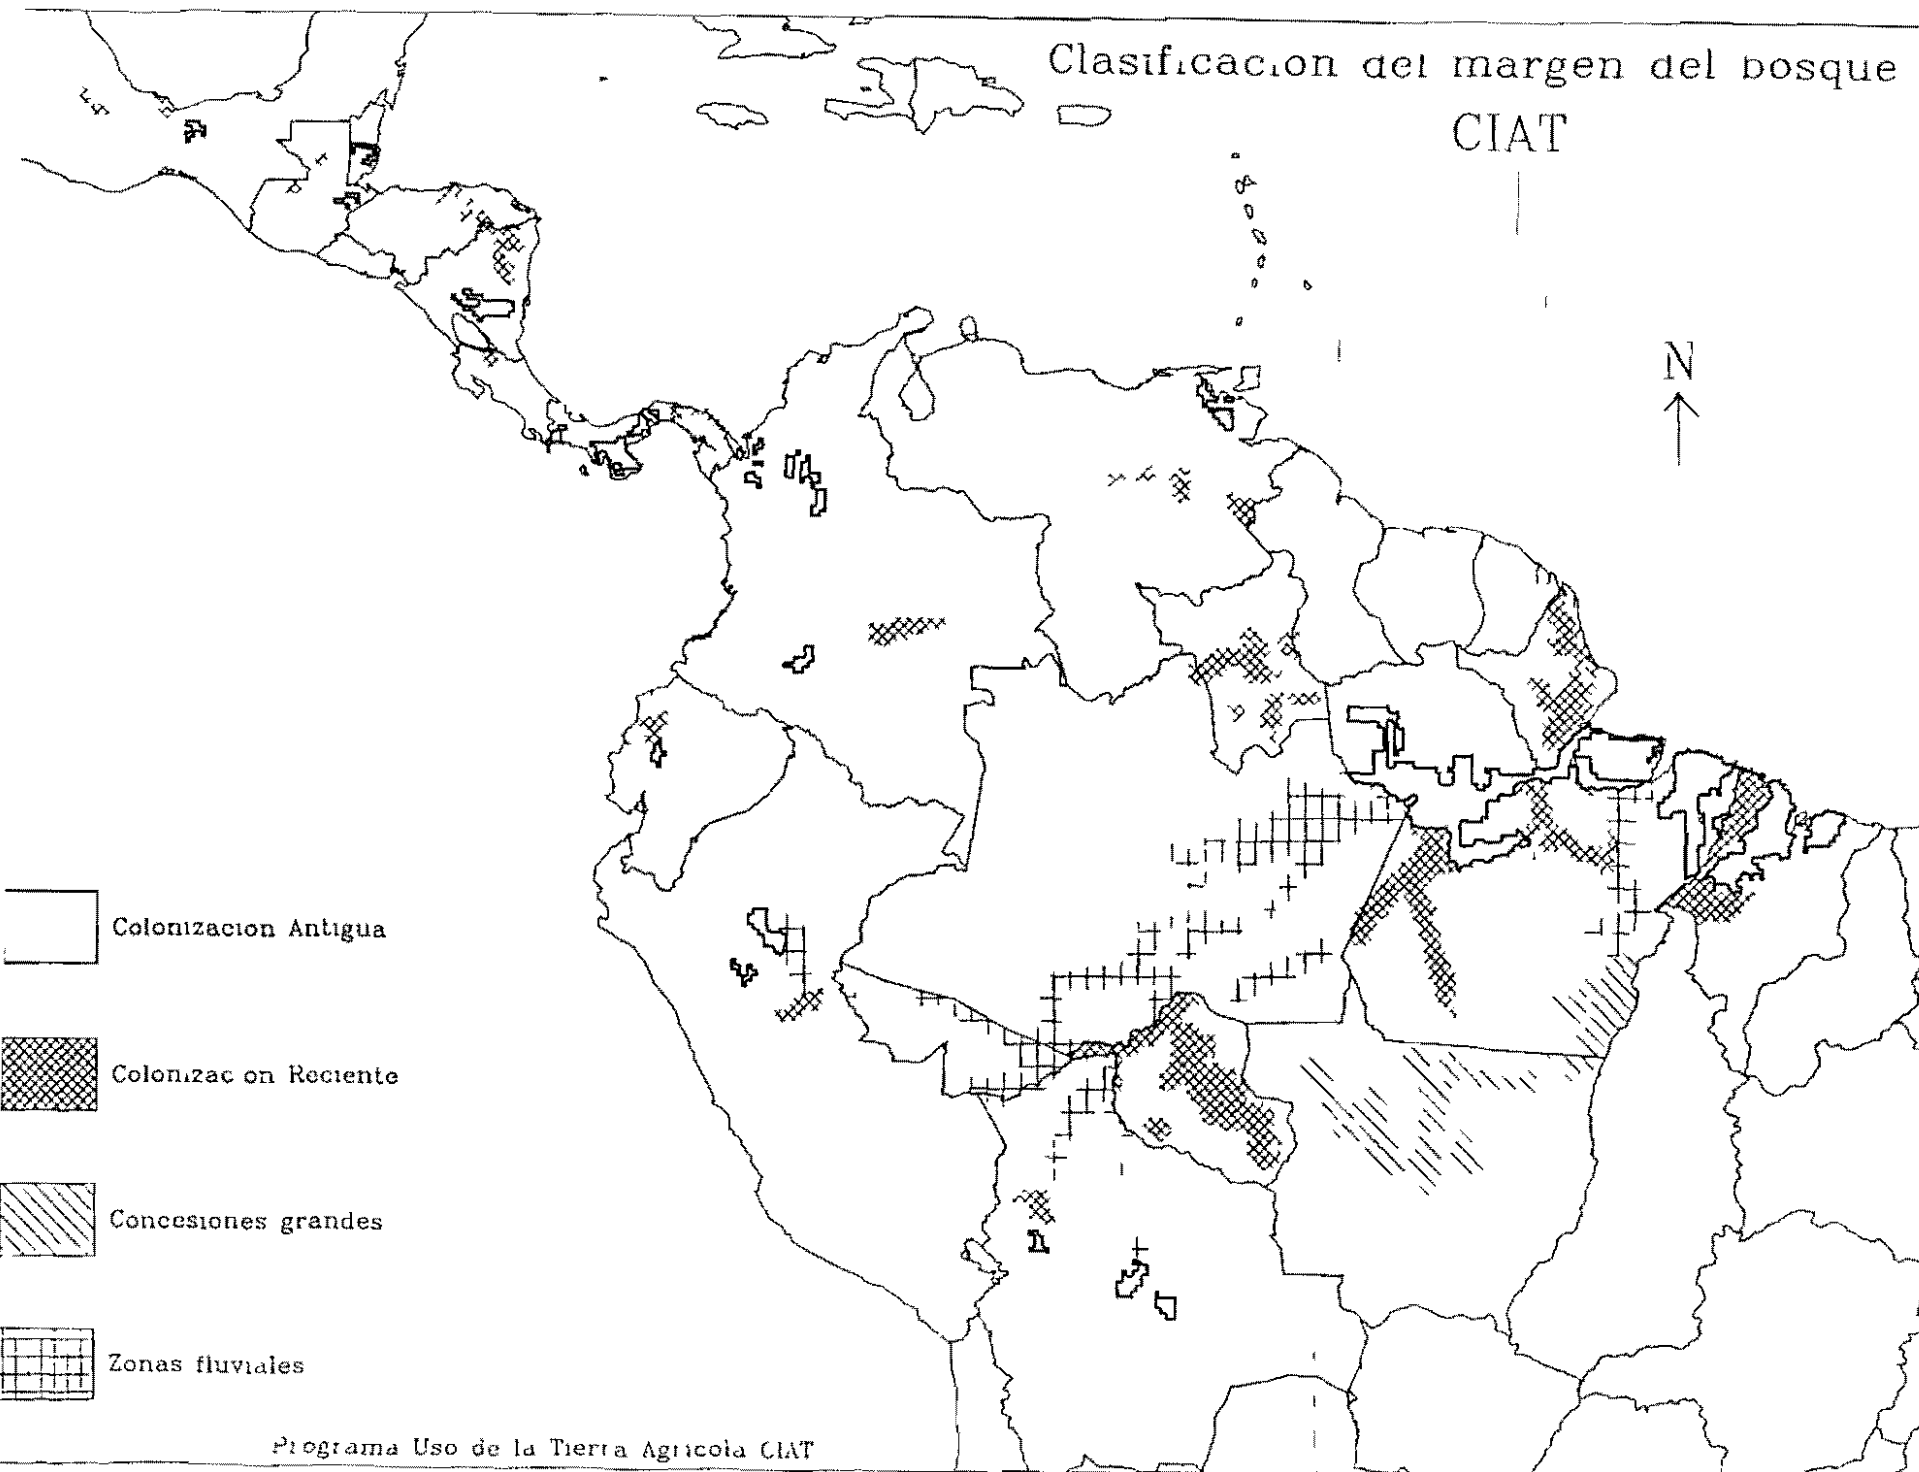 Clasificacion del margen del bosque
CIAT
N
Colonizacion Antigua
Colonizac on Reciente
Concesiones grandes
Zonas fluviales
Programa Uso de la Tierra Agricola CIAT